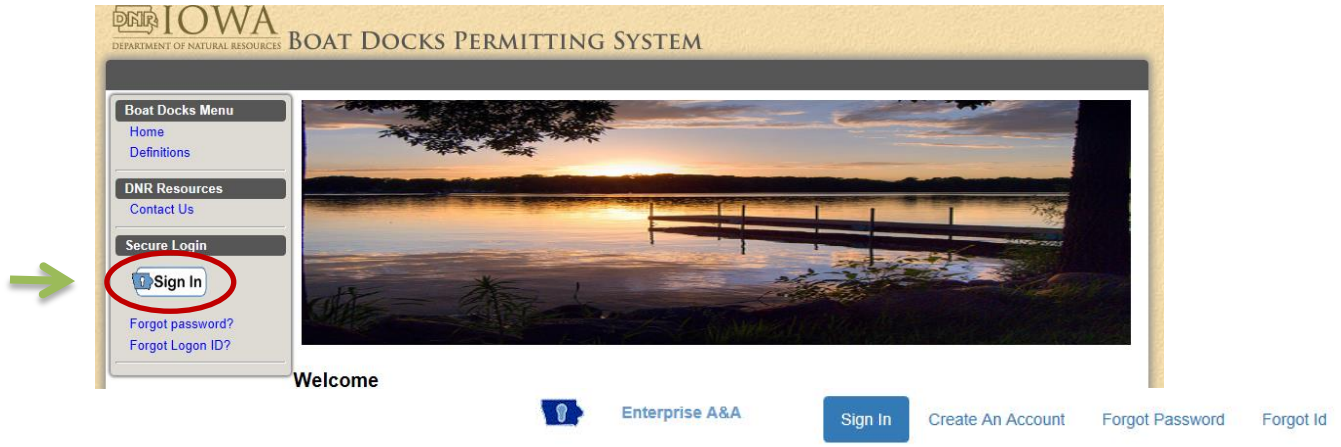 DNR IOWA
DEPARTMENT OF NATURAL RESOURCES BOAT DOCKS PERMITTING SYSTEM
Boat Docks Menu
Home
Definitions
DNR Resources
Contact Us
Secure Login
Sign In
Forgot password?
Forgot Logon ID?
Welcome
Enterprise A&A Sign In Create An Account Forgot Password Forgot Id